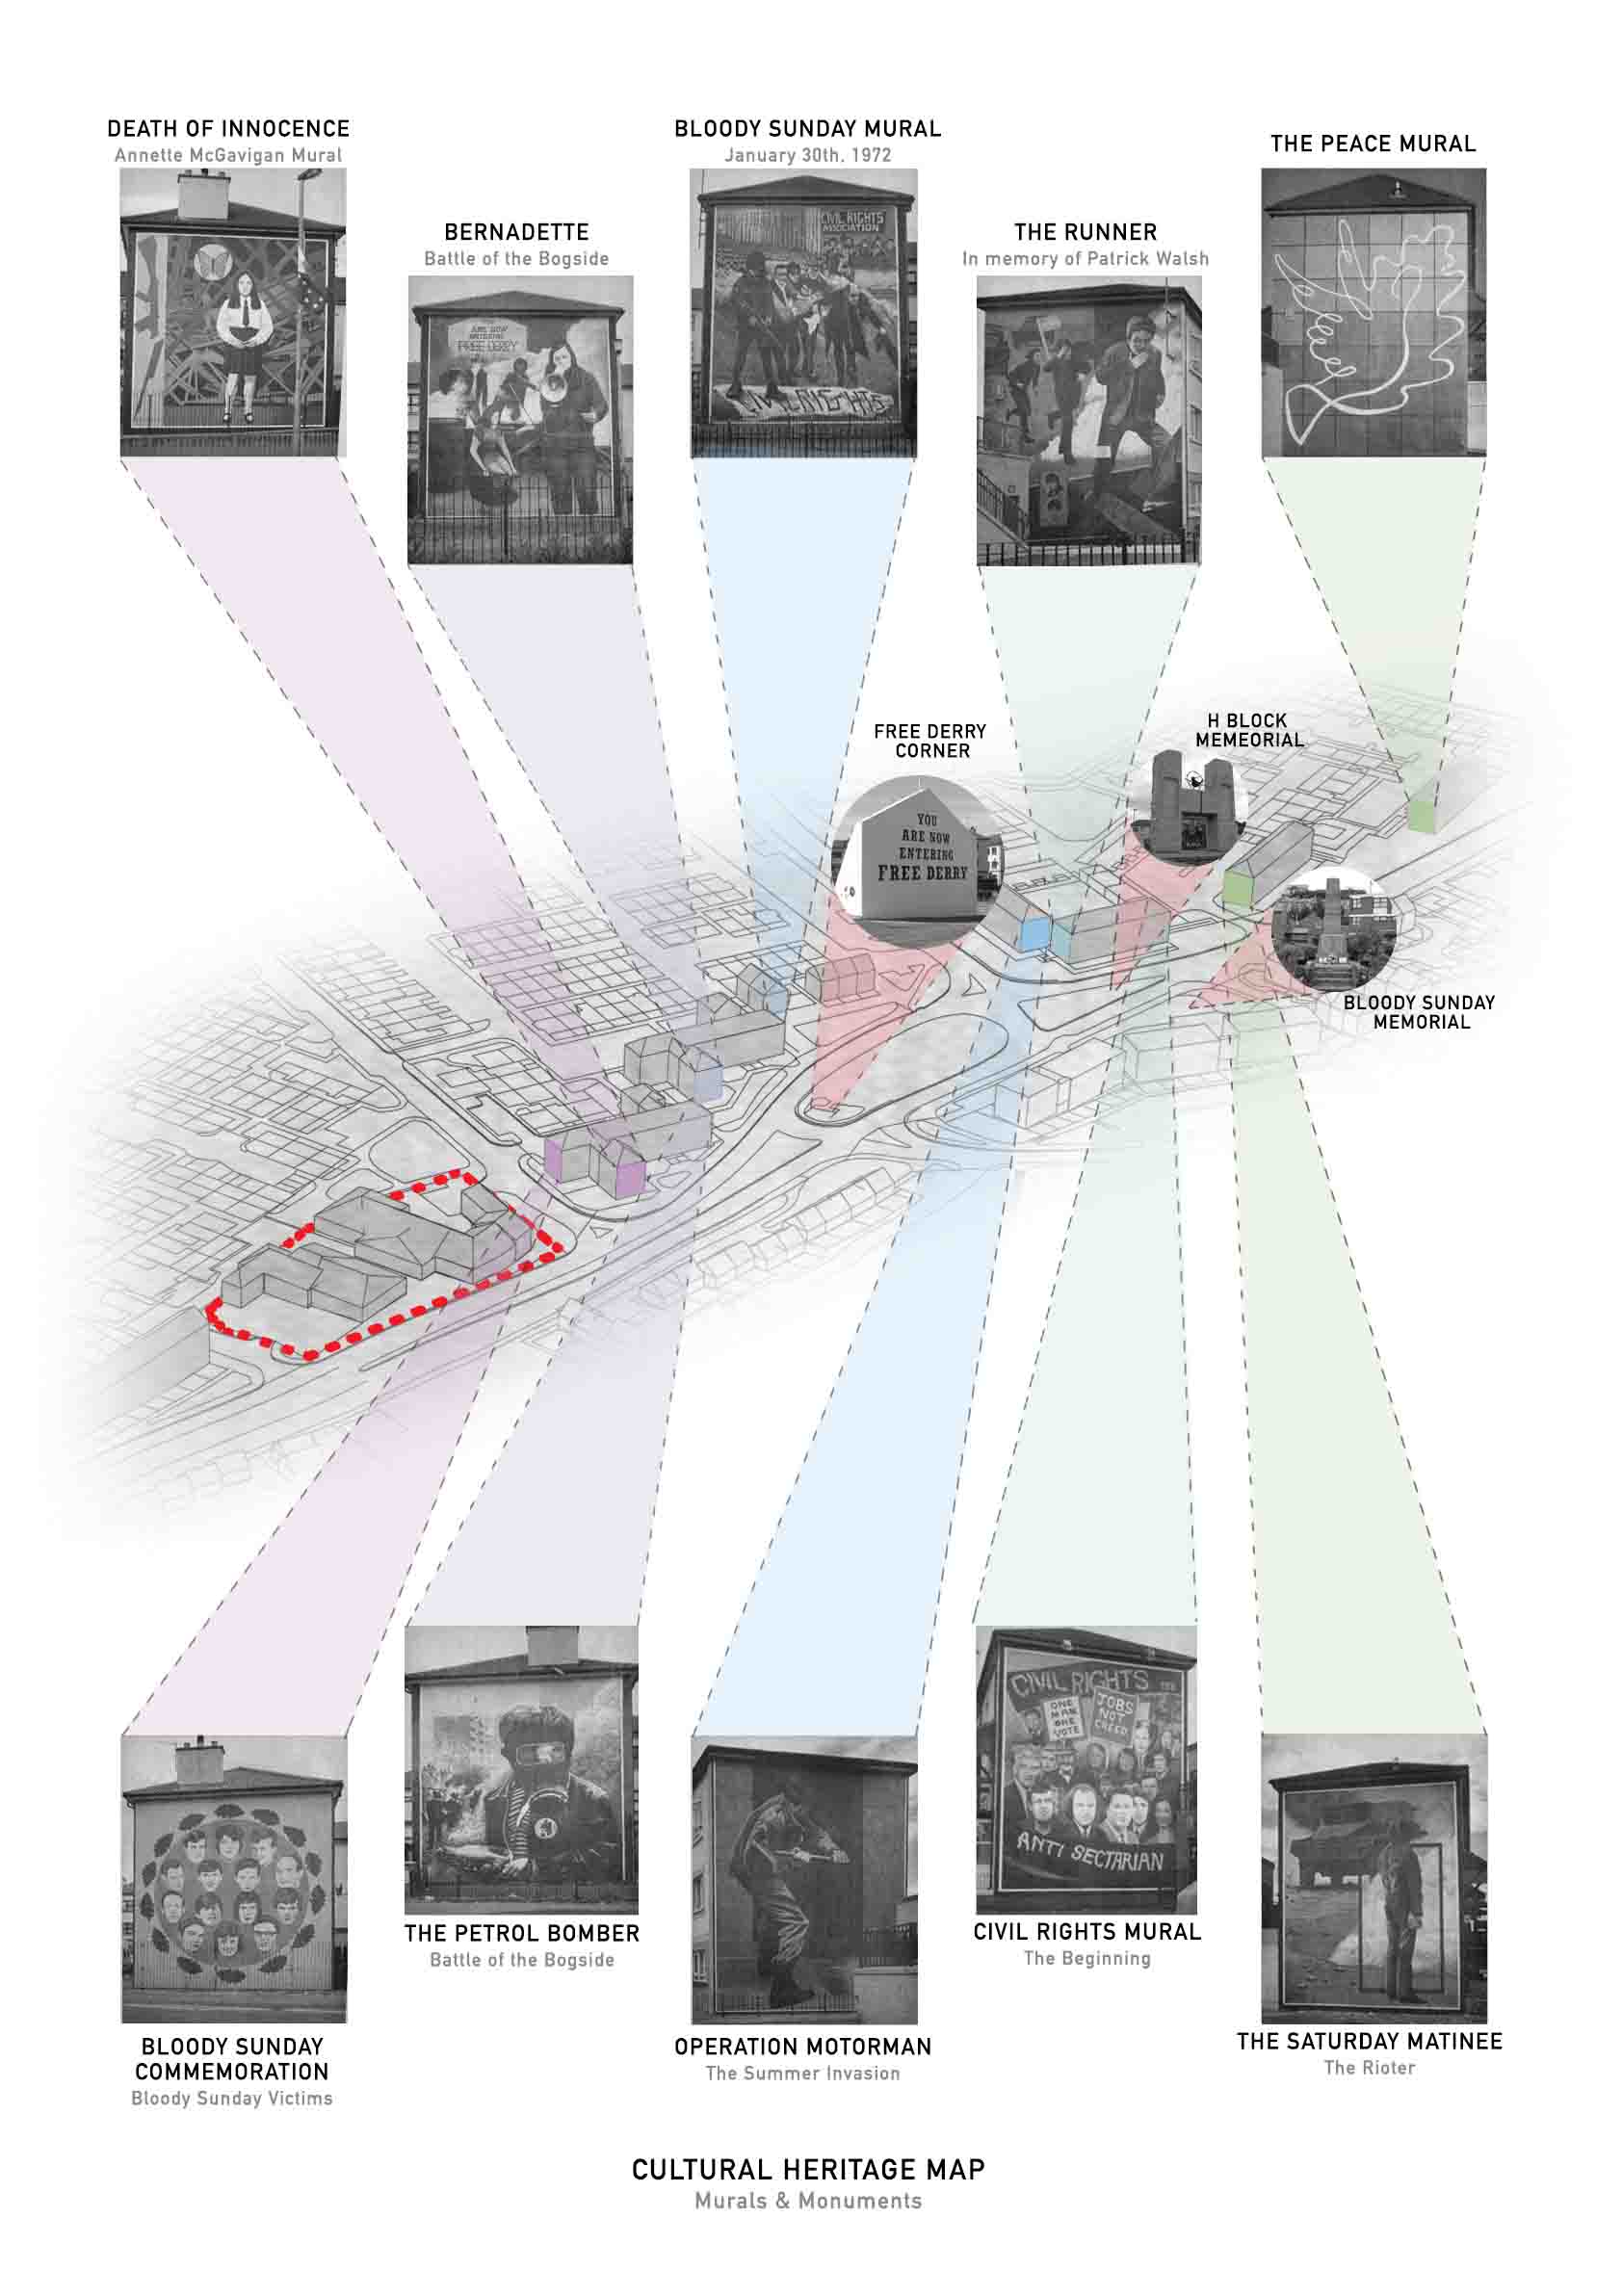 DEATH OF INNOCENCE
Annette McGavigan Mural
BLOODY SUNDAY MURAL
January 30th, 1972
THE PEACE MURAL
BERNADETTE
Battle of the Bogside
THE RUNNER
In memory of Patrick Walsh
CIVIL RIGHTS
ASSOCIATION
ARE NOW
ENTERING
FREE DERRY
CIVIL RIGHTS
FREE DERRY
CORNER
H BLOCK
MEMEORIAL
YOU
ARE NOW
ENTERING
FREE DERRY
BLOODY SUNDAY
MEMORIAL
CIVIL RIGHTS
ONE
MAN
ONE
VOTE
JOBS
NOT
CREED
ANTI SECTARIAN
THE PETROL BOMBER
Battle of the Bogside
CIVIL RIGHTS MURAL
The Beginning
BLOODY SUNDAY
COMMEMORATION
Bloody Sunday Victims
OPERATION MOTORMAN
The Summer Invasion
THE SATURDAY MATINEE
The Rioter
CULTURAL HERITAGE MAP
Murals & Monuments